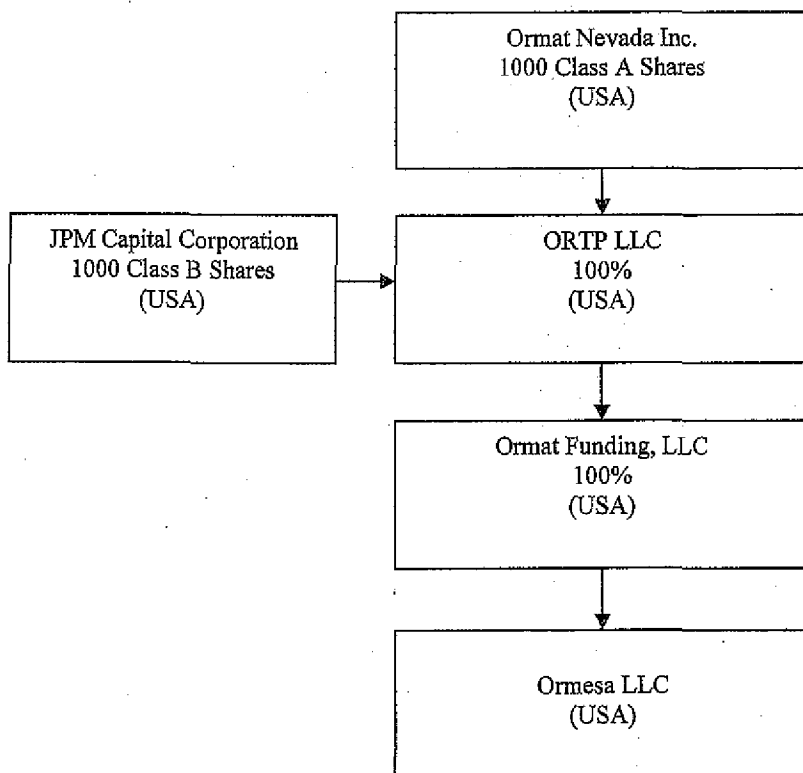 Ormat Nevada Inc.
1000 Class A Shares
(USA)
JPM Capital Corporation
1000 Class B Shares
(USA)
ORTP LLC
100%
(USA)
Ormat Funding, LLC
100%
(USA)
Ormesa LLC
(USA)